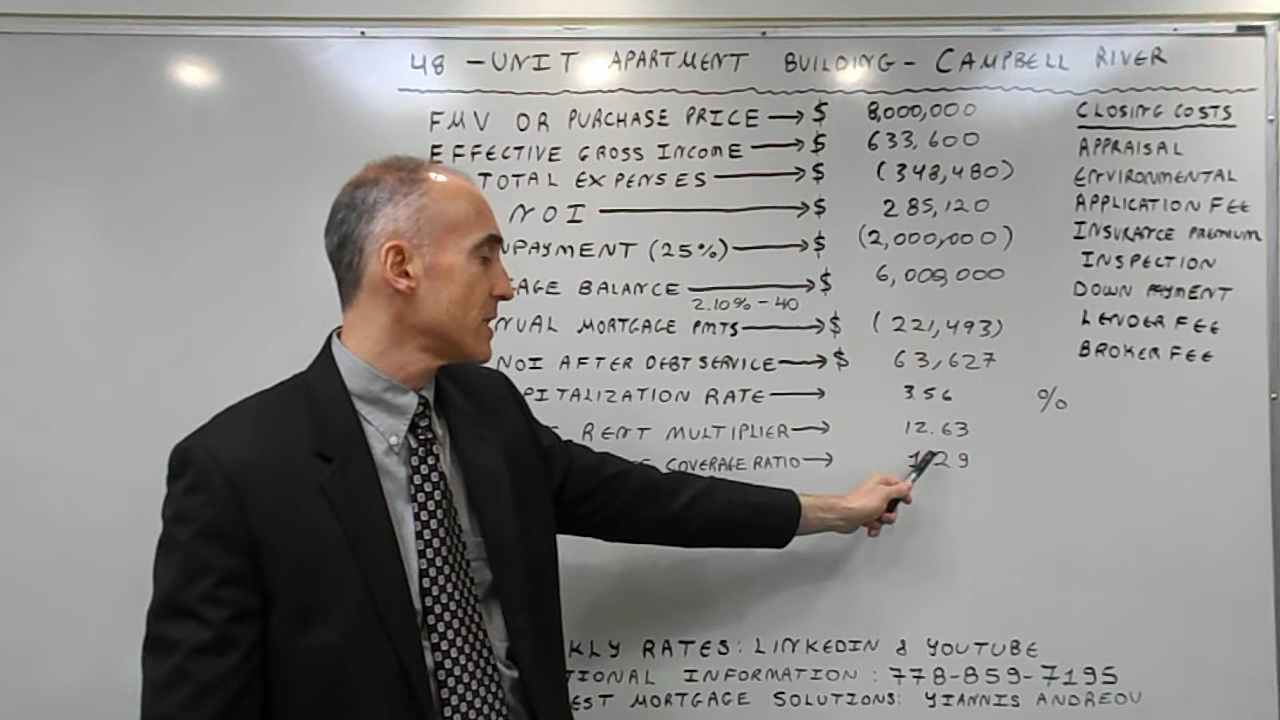 48 - UNIT APARTMENT BUILDING - CAMPBELL RIVER
FMV OR PURCHASE PRICE → $ 8,000,000
EFFECTIVE GROSS INCOME → $ 633,600
TOTAL EXPENSES → $ (348,480)
NOI → $ 285,120
NPAYMENT (25%) → $ (2,000,000)
AGE BALANCE → $ 6,000,000
2.10% - 40
NUAL MORTGAGE PMTS → $ (221,493)
NOI AFTER DEBT SERVICE → $ 63,627
PITALIZATION RATE → 3.56 %
RENT MULTIPLIER → 12.63
COVERAGE RATIO → 1.29
CLOSING COSTS
APPRAISAL
ENVIRONMENTAL
APPLICATION FEE
INSURANCE PREMIUM
INSPECTION
DOWN PAYMENT
LENDER FEE
BROKER FEE
KLY RATES: LINKEDIN & YOUTUBE
TIONAL INFORMATION : 778-859-7195
EST MORTGAGE SOLUTIONS: YIANNIS ANDREOU